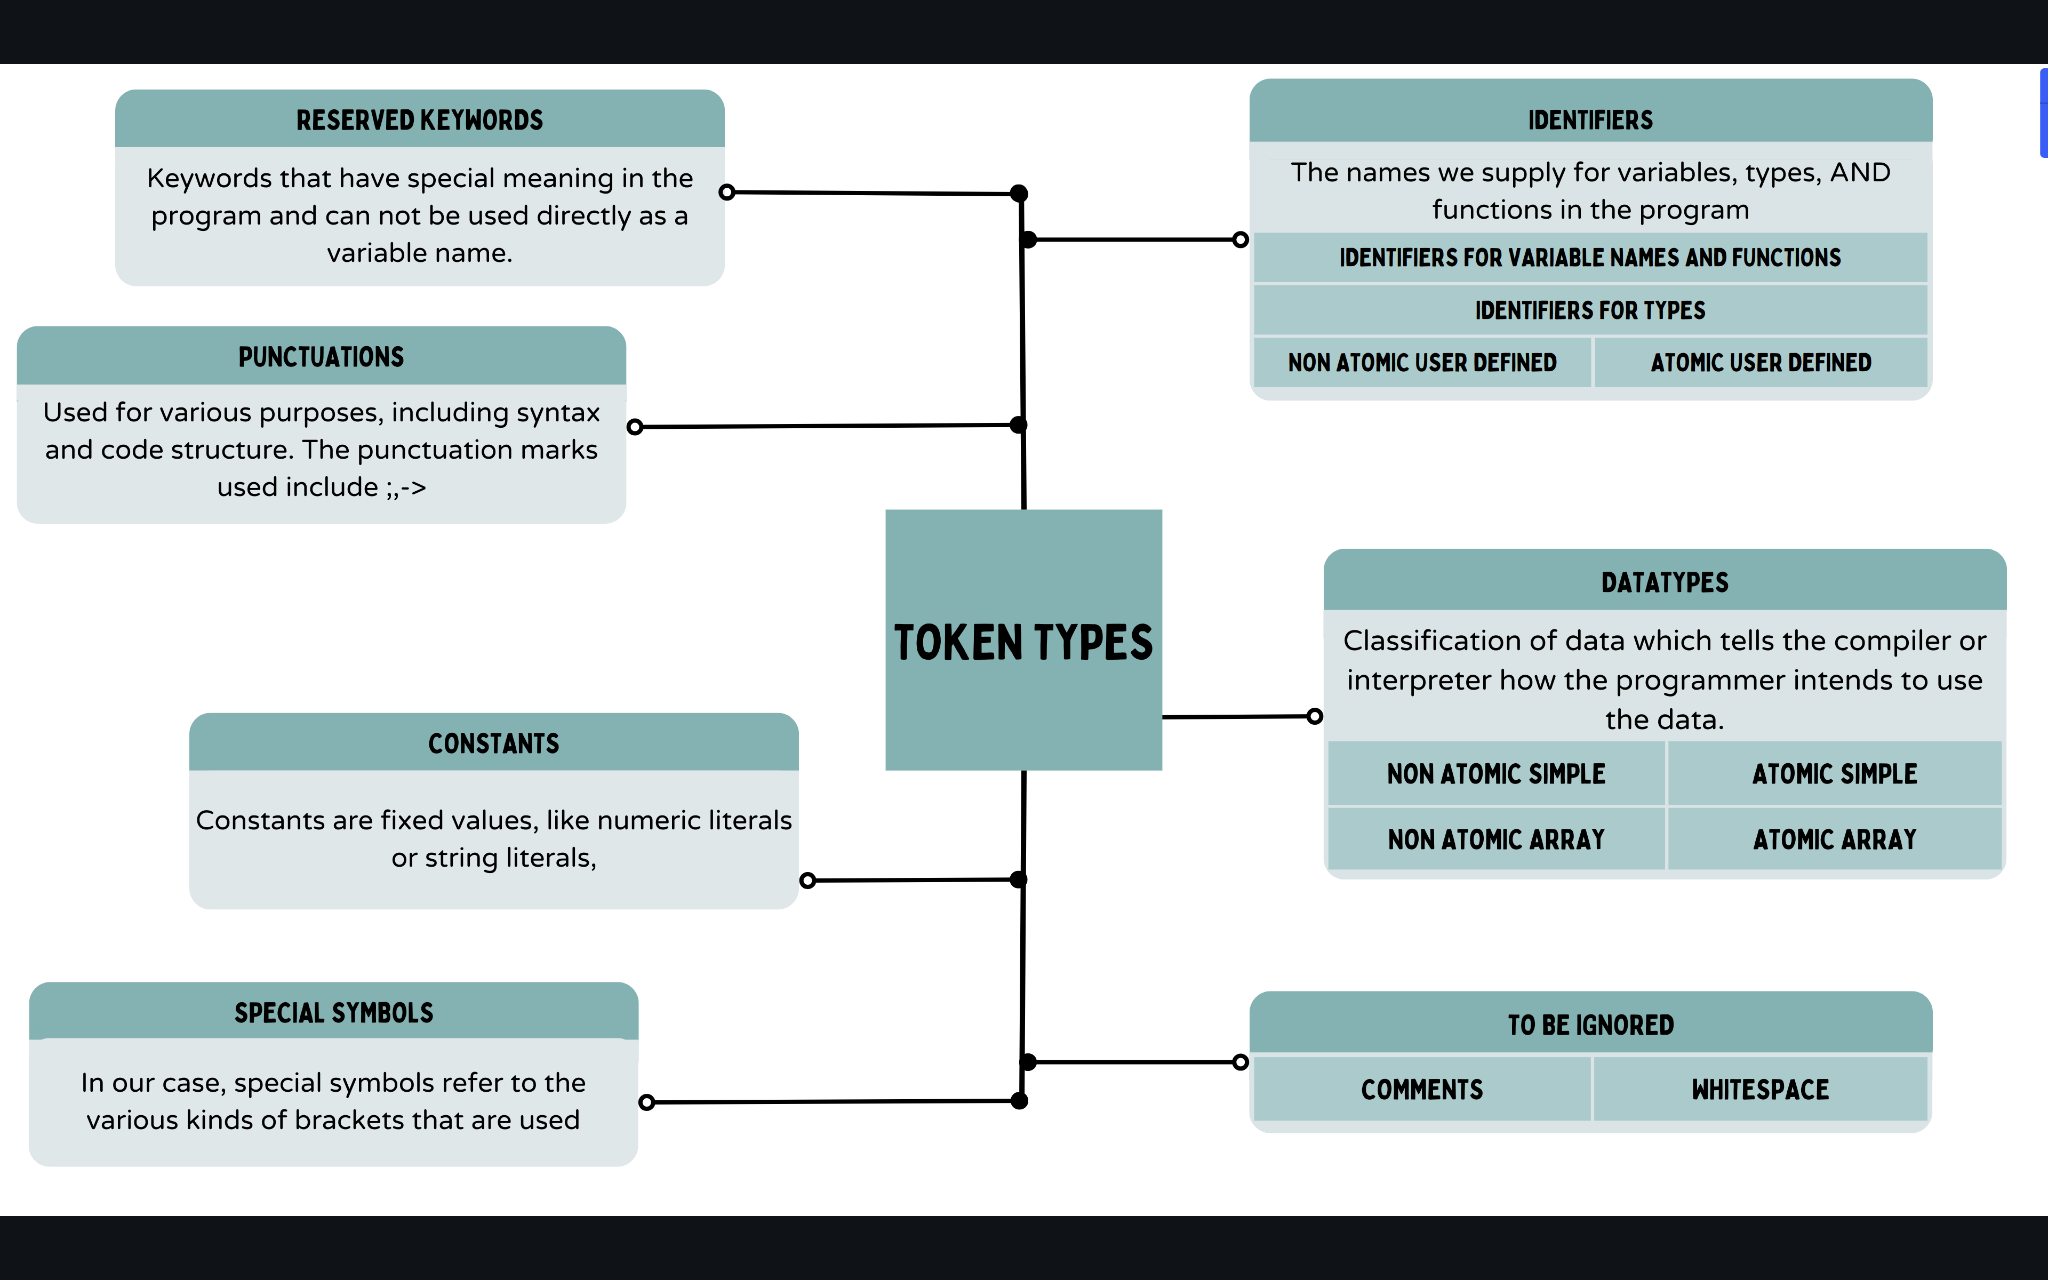 RESERVED KEYWORDS
Keywords that have special meaning in the
program and can not be used directly as a
variable name.
PUNCTUATIONS
Used for various purposes, including syntax
and code structure. The punctuation marks
used include ;,->
TOKEN TYPES
CONSTANTS
Constants are fixed values, like numeric literals
or string literals,
SPECIAL SYMBOLS
In our case, special symbols refer to the
various kinds of brackets that are used
IDENTIFIERS
The names we supply for variables, types, AND
functions in the program
IDENTIFIERS FOR VARIABLE NAMES AND FUNCTIONS
IDENTIFIERS FOR TYPES
NON ATOMIC USER DEFINED
ATOMIC USER DEFINED
DATATYPES
Classification of data which tells the compiler or
interpreter how the programmer intends to use
the data.
NON ATOMIC SIMPLE
ATOMIC SIMPLE
NON ATOMIC ARRAY
ATOMIC ARRAY
TO BE IGNORED
COMMENTS
WHITESPACE